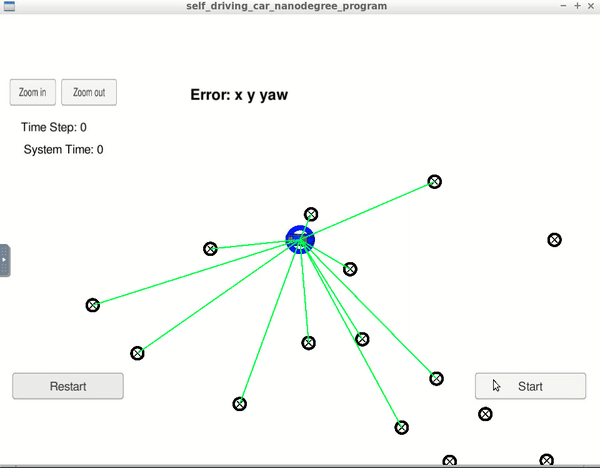 self_driving_car_nanodegree_program
Zoom in
Zoom out
Error: x y yaw
Time Step: 0
System Time: 0
Restart
Start